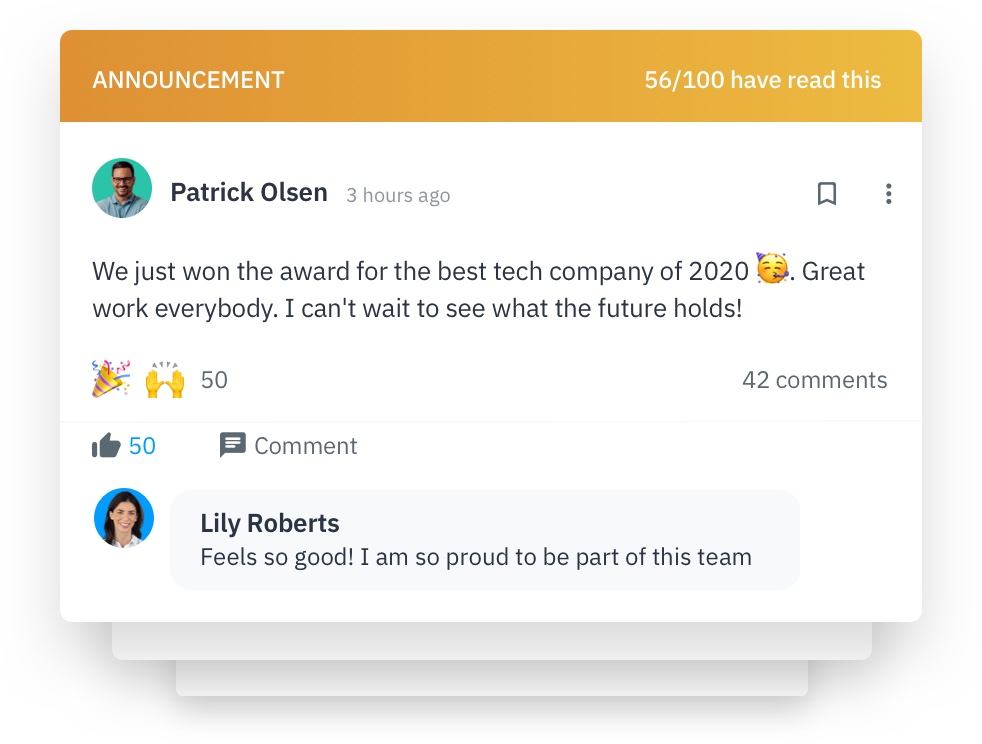 ANNOUNCEMENT
56/100 have read this
Patrick Olsen 3 hours ago
We just won the award for the best tech company of 2020 🥳. Great
work everybody. I can't wait to see what the future holds!
🎉 🙌 50
42 comments
50 Comment
Lily Roberts
Feels so good! I am so proud to be part of this team